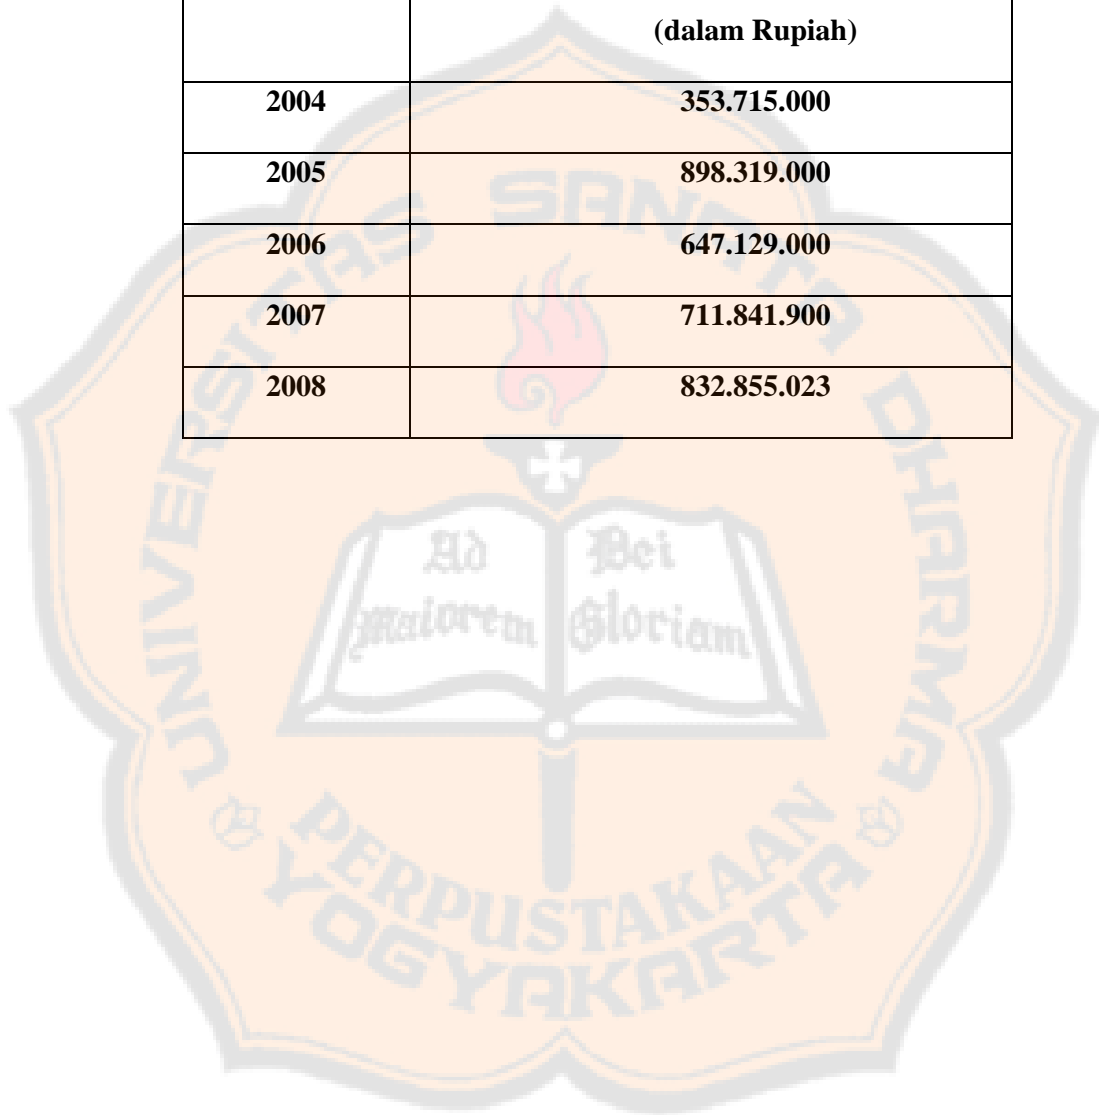 (dalam Rupiah)
2004 353.715.000
2005 898.319.000
2006 647.129.000
2007 711.841.900
2008 832.855.023
UNIVERSITAS SANATA DHARMA
Ad Dei
maiorem Gloriam
PERPUSTAKAAN
YOGYAKARTA